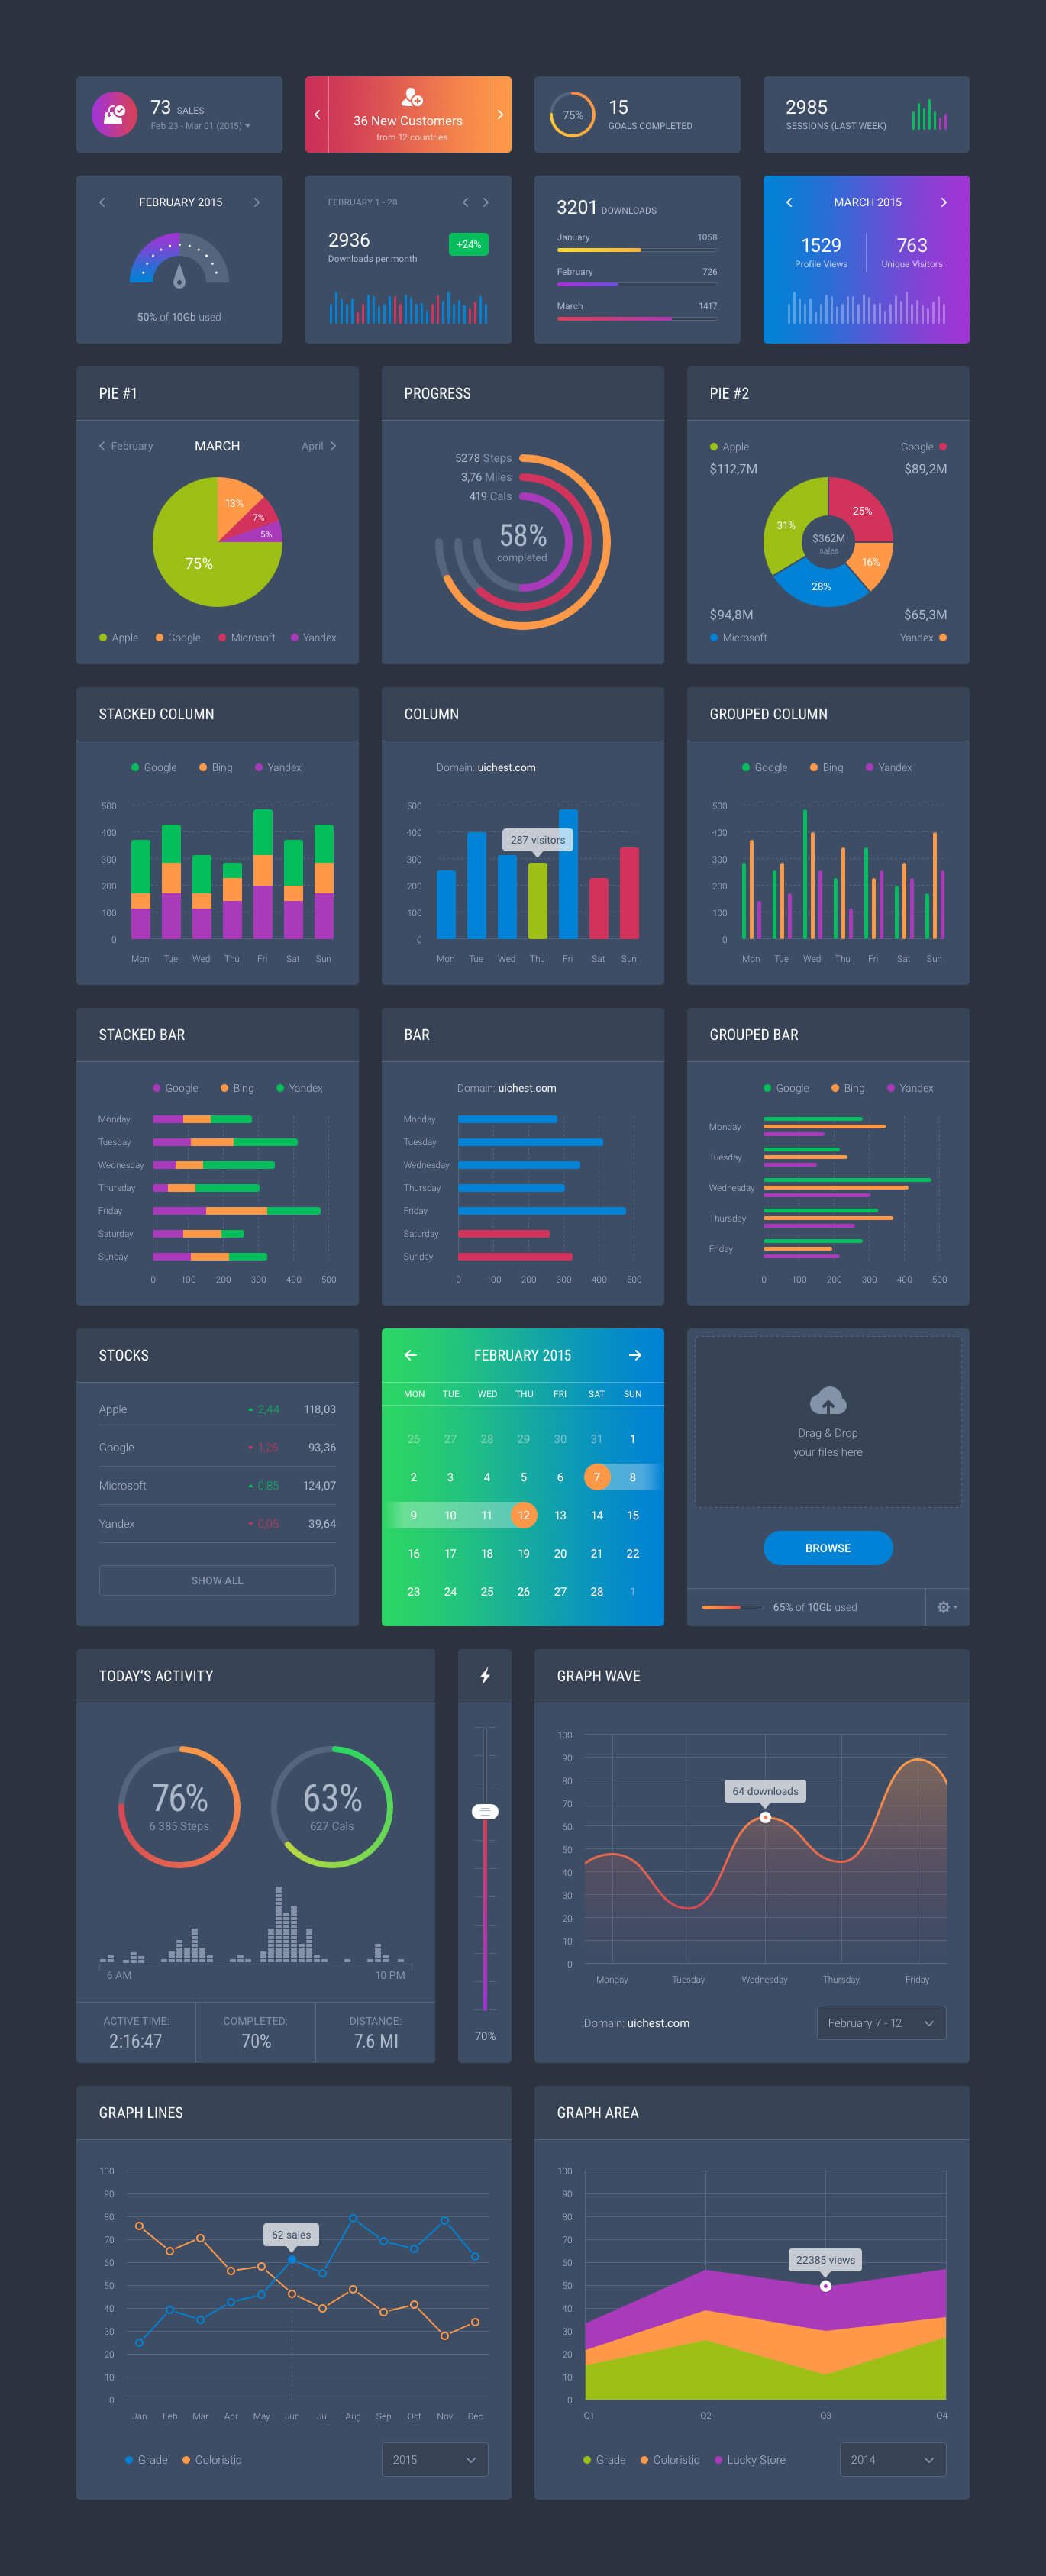 73 SALES
Feb 23 - Mar 01 (2015)
36 New Customers
from 12 countries
75%
15
GOALS COMPLETED
2985
SESSIONS (LAST WEEK)
FEBRUARY 2015
50% of 10Gb used
FEBRUARY 1 - 28
2936
Downloads per month
+24%
3201 DOWNLOADS
January 1058
February 726
March 1417
MARCH 2015
1529 763
Profile Views Unique Visitors
PIE #1
February MARCH April
13%
7%
5%
75%
Apple Google Microsoft Yandex
PROGRESS
5278 Steps
3,76 Miles
419 Cals
58%
completed
PIE #2
Apple Google
$112,7M $89,2M
31% 25%
$362M
sales
16%
28%
$94,8M $65,3M
Microsoft Yandex
STACKED COLUMN
Google Bing Yandex
500
400
300
200
100
0
Mon Tue Wed Thu Fri Sat Sun
COLUMN
Domain: uichest.com
500
400
287 visitors
300
200
100
0
Mon Tue Wed Thu Fri Sat Sun
GROUPED COLUMN
Google Bing Yandex
500
400
300
200
100
0
Mon Tue Wed Thu Fri Sat Sun
STACKED BAR
Google Bing Yandex
Monday
Tuesday
Wednesday
Thursday
Friday
Saturday
Sunday
0 100 200 300 400 500
BAR
Domain: uichest.com
Monday
Tuesday
Wednesday
Thursday
Friday
Saturday
Sunday
0 100 200 300 400 500
GROUPED BAR
Google Bing Yandex
Monday
Tuesday
Wednesday
Thursday
Friday
0 100 200 300 400 500
STOCKS
Apple 2,44 118,03
Google 1,26 93,36
Microsoft 0,85 124,07
Yandex 0,05 39,64
SHOW ALL
FEBRUARY 2015
MON TUE WED THU FRI SAT SUN
26 27 28 29 30 31 1
2 3 4 5 6 7 8
9 10 11 12 13 14 15
16 17 18 19 20 21 22
23 24 25 26 27 28 1
Drag & Drop
your files here
BROWSE
65% of 10Gb used
TODAY'S ACTIVITY
76%
6 385 Steps
63%
627 Cals
6 AM 10 PM
ACTIVE TIME: COMPLETED: DISTANCE:
2:16:47 70% 7.6 MI
70%
GRAPH WAVE
100
90
80
64 downloads
70
60
50
40
30
20
10
0
Monday Tuesday Wednesday Thursday Friday
Domain: uichest.com
February 7 - 12
GRAPH LINES
100
90
80
70
62 sales
60
50
40
30
20
10
0
Jan Feb Mar Apr May Jun Jul Aug Sep Oct Nov Dec
Grade Coloristic
2015
GRAPH AREA
100
90
80
70
60
22385 views
50
40
30
20
10
0
Q1 Q2 Q3 Q4
Grade Coloristic Lucky Store
2014